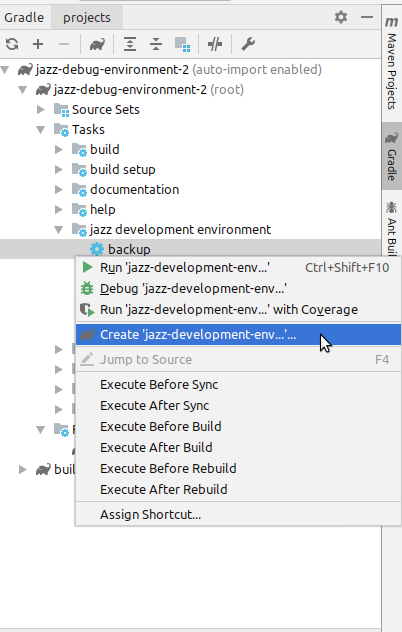 Gradle projects
jazz-debug-environment-2 (auto-import enabled)
jazz-debug-environment-2 (root)
Source Sets
Tasks
build
build setup
documentation
help
jazz development environment
backup
Run 'jazz-development-env...' Ctrl+Shift+F10
Debug 'jazz-development-env...'
Run 'jazz-development-env...' with Coverage
Create 'jazz-development-env...'...
Jump to Source F4
Execute Before Sync
Execute After Sync
Execute Before Build
Execute After Build
Execute Before Rebuild
Execute After Rebuild
Assign Shortcut...
buil
Maven Projects
Gradle
Ant Buil